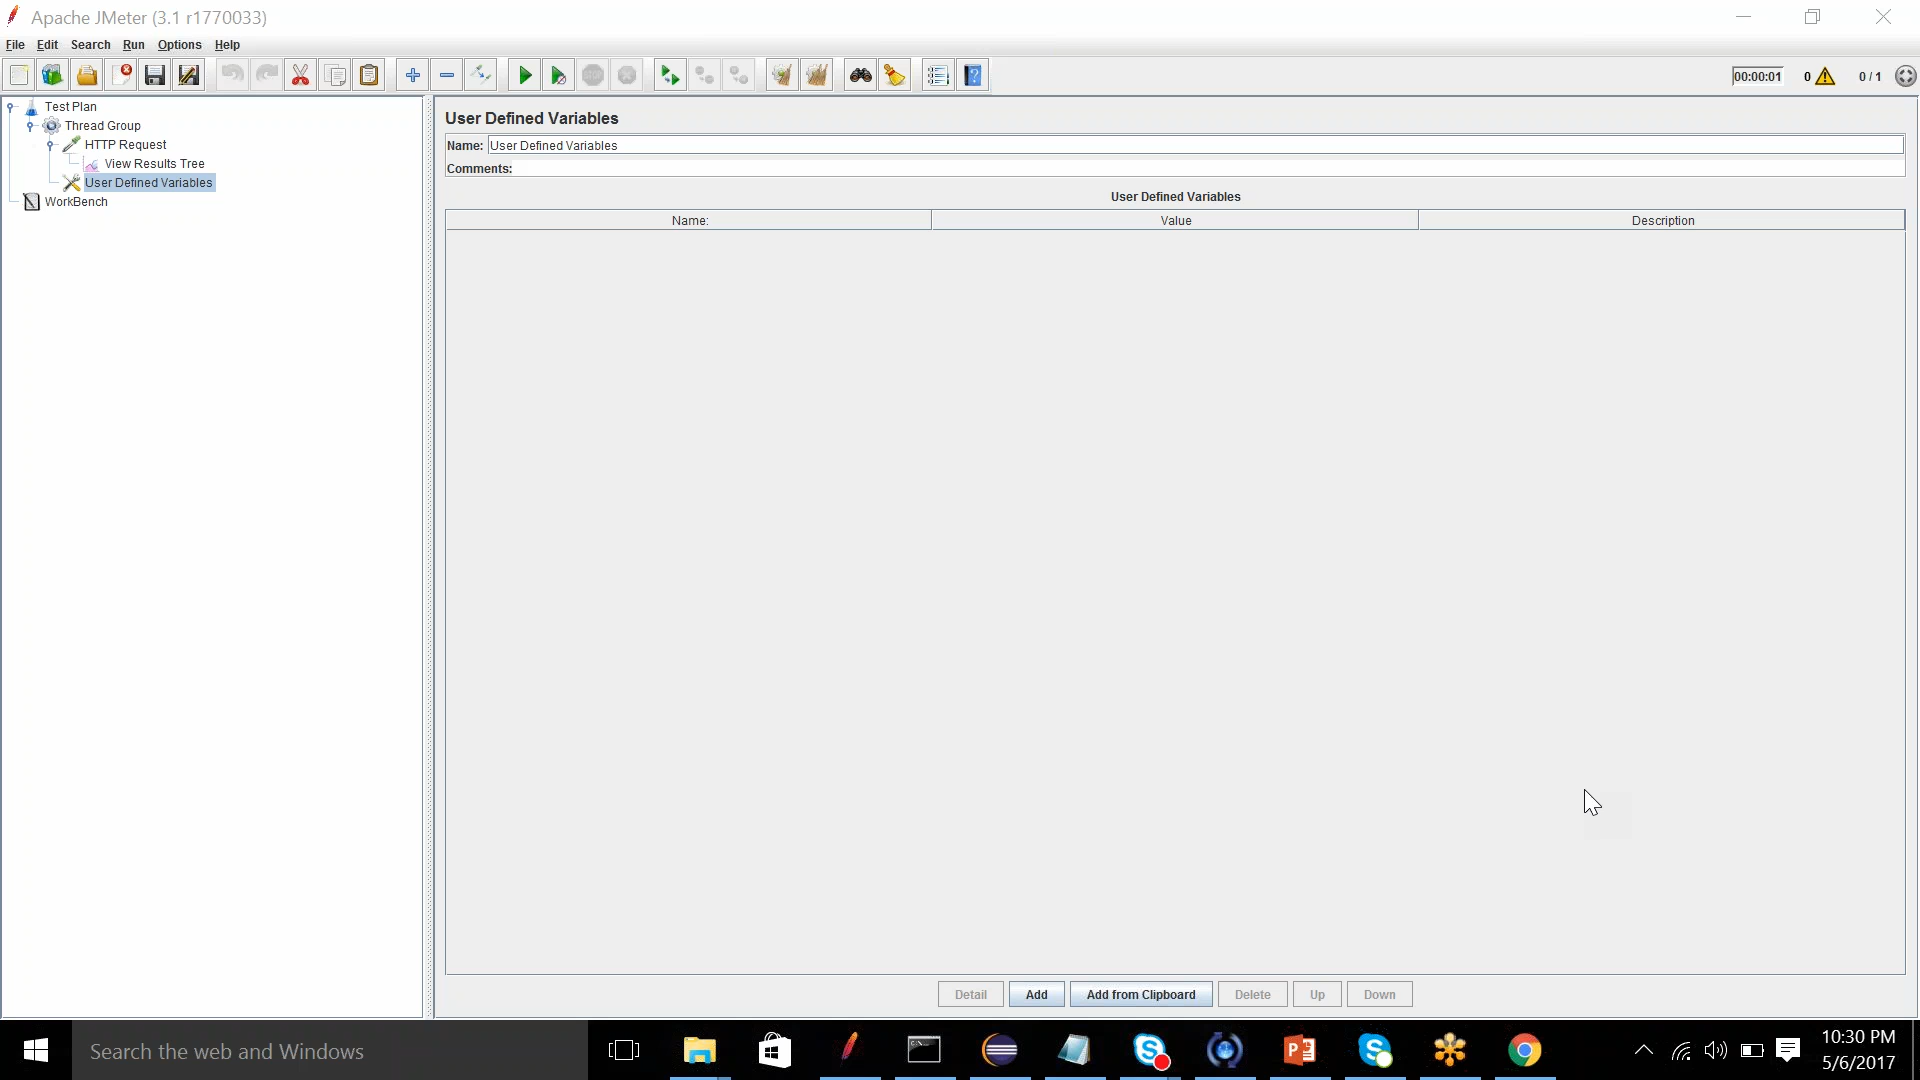 Apache JMeter (3.1 r1770033)
File Edit Search Run Options Help
STOP
00:00:01 0 0 / 1
Test Plan
Thread Group
HTTP Request
View Results Tree
User Defined Variables
WorkBench
User Defined Variables
Name: User Defined Variables
Comments:
User Defined Variables
Name: Value Description
Detail Add Add from Clipboard Delete Up Down
Search the web and Windows
10:30 PM
5/6/2017